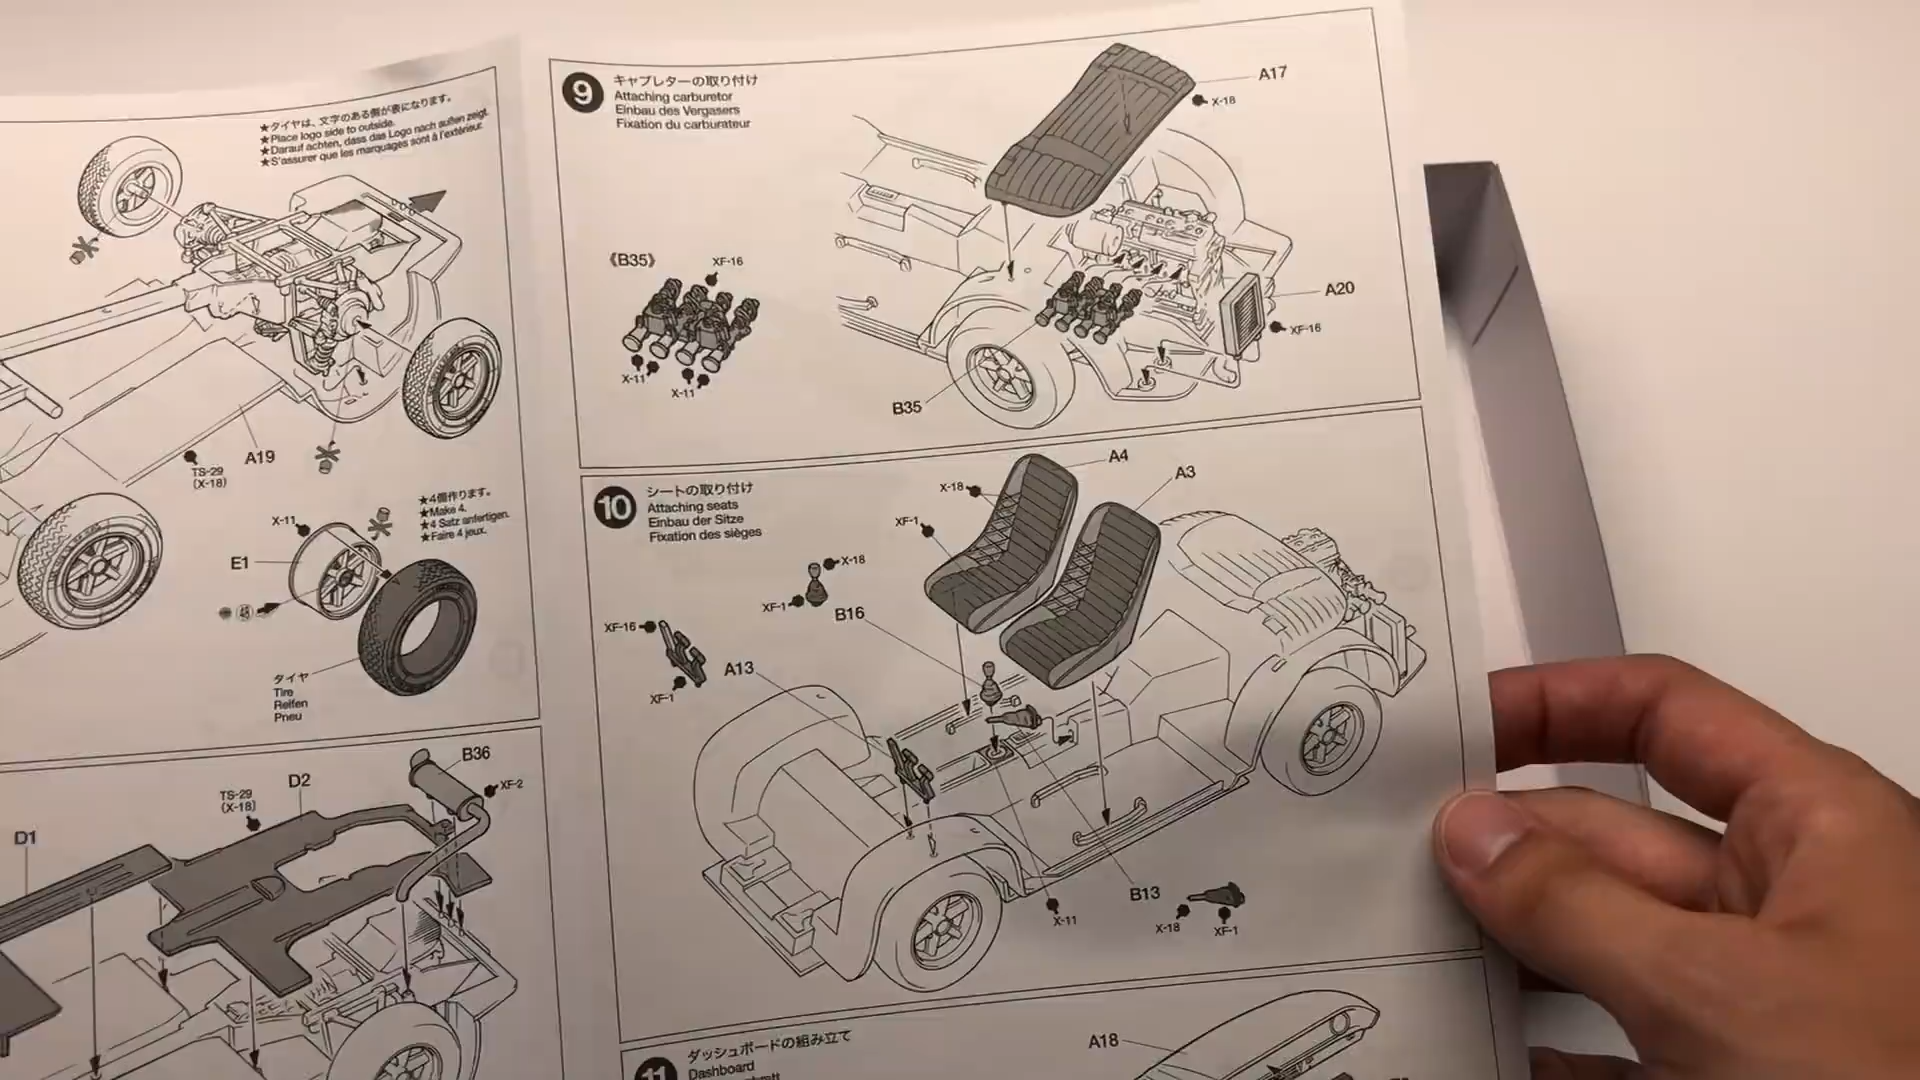 ★タイヤは、文字のある側が表になります。
★Place logo side to outside.
★Darauf achten, dass das Logo nach außen zeigt.
★S'assurer que les marquages sont à l'extérieur.
A19
TS-29
(X-18)
★4個作ります。
★Make 4.
★4 Satz anfertigen.
★Faire 4 jeux.
X-11
E1
タイヤ
Tire
Reifen
Pneu
B36
D2
TS-29
(X-18)
XF-2
D1
9
キャブレターの取り付け
Attaching carburetor
Einbau des Vergasers
Fixation du carburateur
A17
X-18
《B35》
XF-16
X-11
X-11
A20
XF-16
B35
10
シートの取り付け
Attaching seats
Einbau der Sitze
Fixation des sièges
A4
A3
X-18
XF-1
X-18
XF-1
B16
XF-16
A13
XF-1
B13
X-11
X-18
XF-1
11
ダッシュボードの組み立て
Dashboard
A18